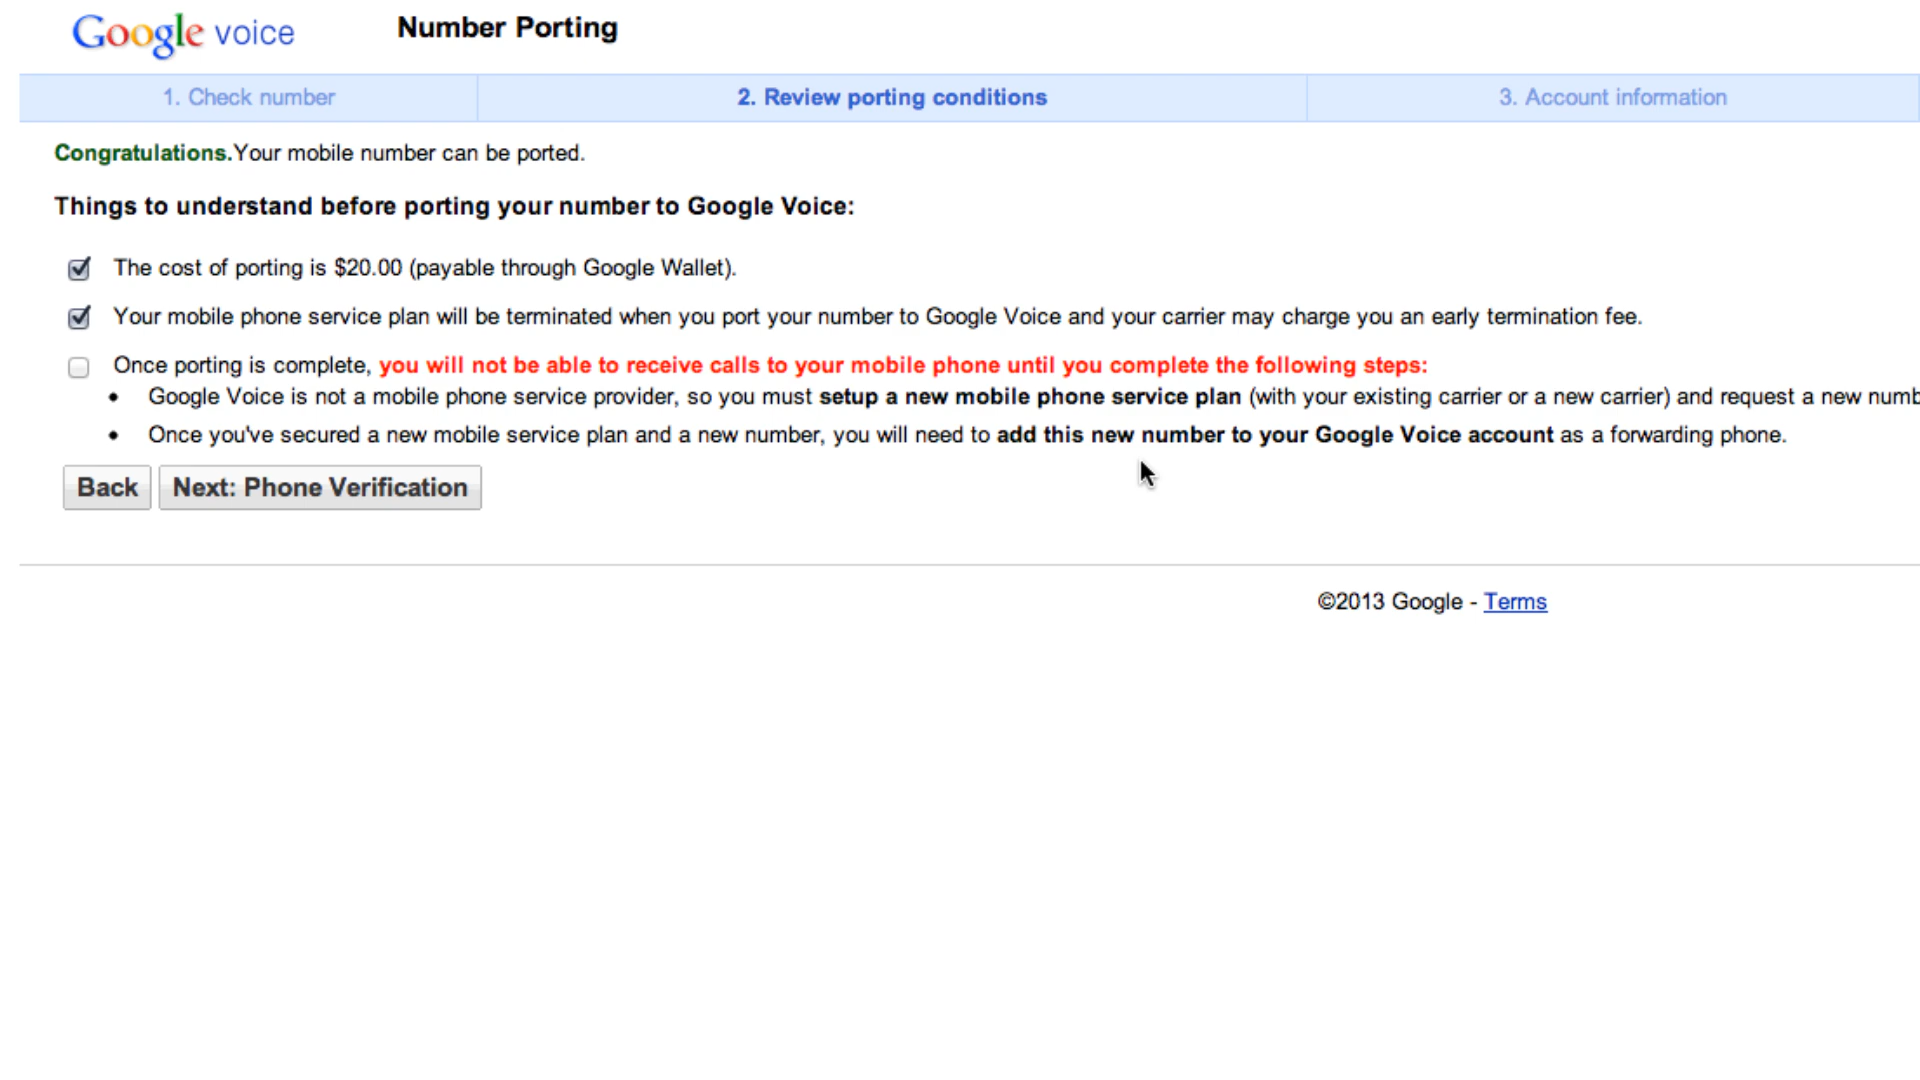 Google voice
Number Porting
1. Check number
2. Review porting conditions
3. Account information
Congratulations.Your mobile number can be ported.
Things to understand before porting your number to Google Voice:
The cost of porting is $20.00 (payable through Google Wallet).
Your mobile phone service plan will be terminated when you port your number to Google Voice and your carrier may charge you an early termination fee.
Once porting is complete, you will not be able to receive calls to your mobile phone until you complete the following steps:
• Google Voice is not a mobile phone service provider, so you must setup a new mobile phone service plan (with your existing carrier or a new carrier) and request a new numb
• Once you've secured a new mobile service plan and a new number, you will need to add this new number to your Google Voice account as a forwarding phone.
Back
Next: Phone Verification
©2013 Google - Terms